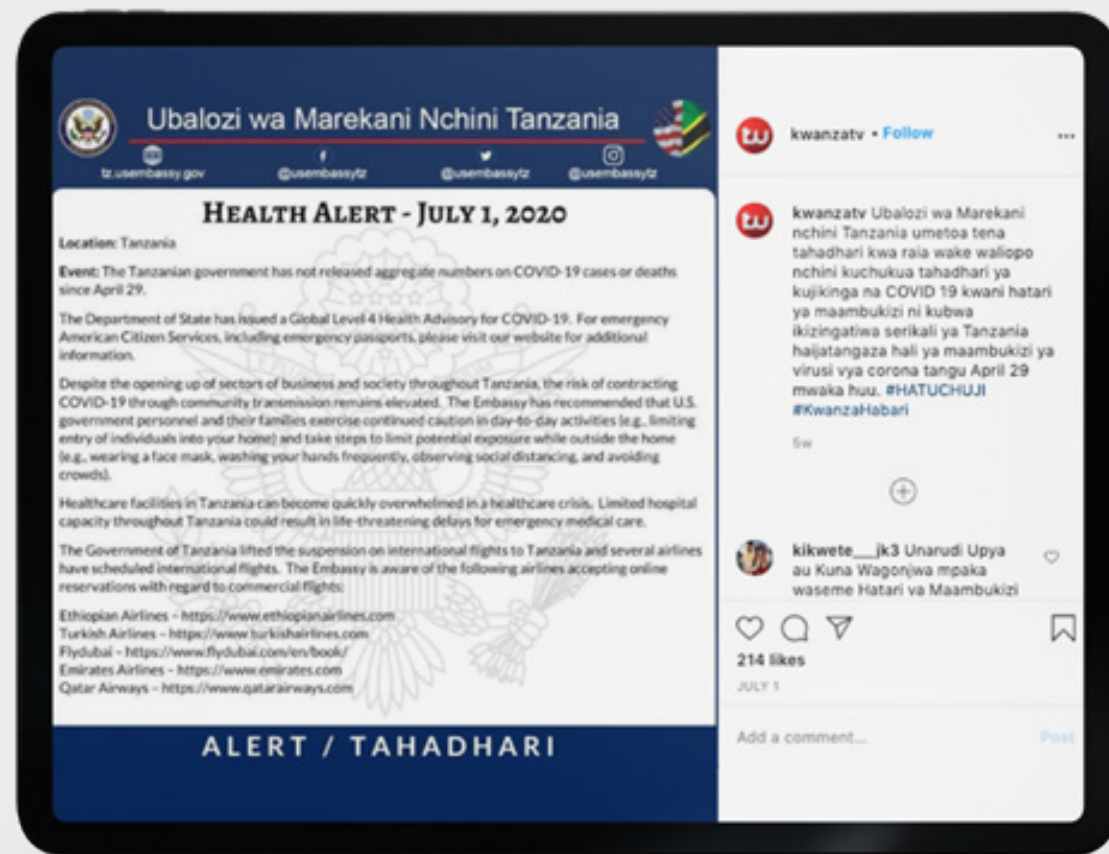 Ubalozi wa Marekani Nchini Tanzania
tz.usembassy.gov
@usembassytz
@usembassytz
@usembassytz
HEALTH ALERT - JULY 1, 2020
Location: Tanzania
Event: The Tanzanian government has not released aggregate numbers on COVID-19 cases or deaths
since April 29.
The Department of State has issued a Global Level 4 Health Advisory for COVID-19. For emergency
American Citizen Services, including emergency passports, please visit our website for additional
information.
Despite the opening up of sectors of business and society throughout Tanzania, the risk of contracting
COVID-19 through community transmission remains elevated. The Embassy has recommended that U.S.
government personnel and their families exercise continued caution in day-to-day activities (e.g., limiting
entry of individuals into your home) and take steps to limit potential exposure while outside the home
(e.g., wearing a face mask, washing your hands frequently, observing social distancing, and avoiding
crowds).
Healthcare facilities in Tanzania can become quickly overwhelmed in a healthcare crisis. Limited hospital
capacity throughout Tanzania could result in life-threatening delays for emergency medical care.
The Government of Tanzania lifted the suspension on international flights to Tanzania and several airlines
have scheduled international flights. The Embassy is aware of the following airlines accepting online
reservations with regard to commercial flights:
Ethiopian Airlines – https://www.ethiopianairlines.com
Turkish Airlines – https://www.turkishairlines.com
Flydubai – https://www.flydubai.com/en/book/
Emirates Airlines – https://www.emirates.com
Qatar Airways – https://www.qatarairways.com
ALERT / TAHADHARI
kwanzatv • Follow
kwanzatv Ubalozi wa Marekani
nchini Tanzania umetoa tena
tahadhari kwa raia wake waliopo
nchini kuchukua tahadhari ya
kujikinga na COVID 19 kwani hatari
ya maambukizi ni kubwa
ikizingatiwa serikali ya Tanzania
haijatangaza hali ya maambukizi ya
virusi vya corona tangu April 29
mwaka huu. #HATUCHUJI
#KwanzaHabari
5w
kikwete__jk3 Unarudi Upya
au Kuna Wagonjwa mpaka
waseme Hatari va Maambukizi
214 likes
JULY 1
Add a comment...
Post